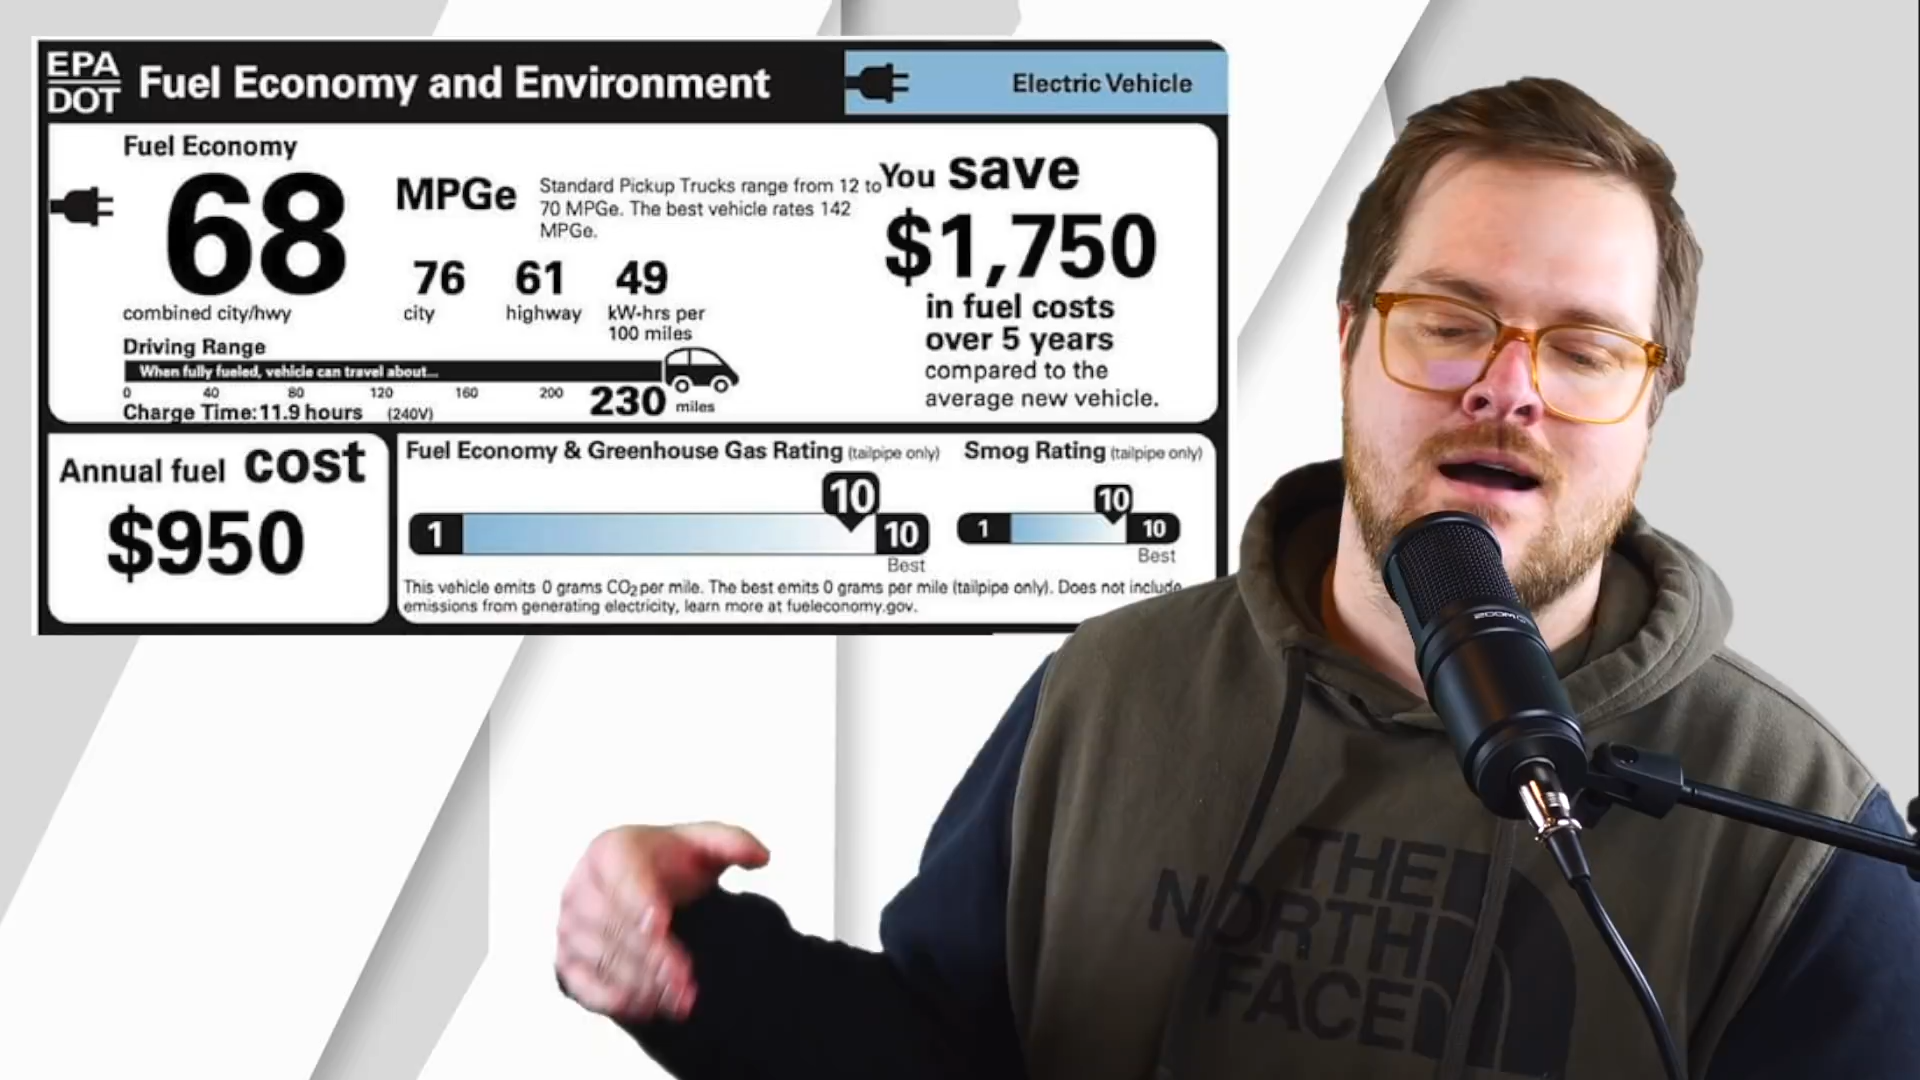 EPA
DOT
Fuel Economy and Environment
Electric Vehicle
Fuel Economy
68
combined city/hwy
MPGe
Standard Pickup Trucks range from 12 to
70 MPGe. The best vehicle rates 142
MPGe.
76
city
61
highway
49
kW-hrs per
100 miles
Driving Range
When fully fueled, vehicle can travel about...
0 40 80 120 160 200 230 miles
Charge Time: 11.9 hours (240V)
You save
$1,750
in fuel costs
over 5 years
compared to the
average new vehicle.
Annual fuel cost
$950
Fuel Economy & Greenhouse Gas Rating (tailpipe only)
10
1 10
Best
Smog Rating (tailpipe only)
10
1 10
Best
This vehicle emits 0 grams CO2 per mile. The best emits 0 grams per mile (tailpipe only). Does not include
emissions from generating electricity, learn more at fueleconomy.gov.
THE
NORTH
FACE